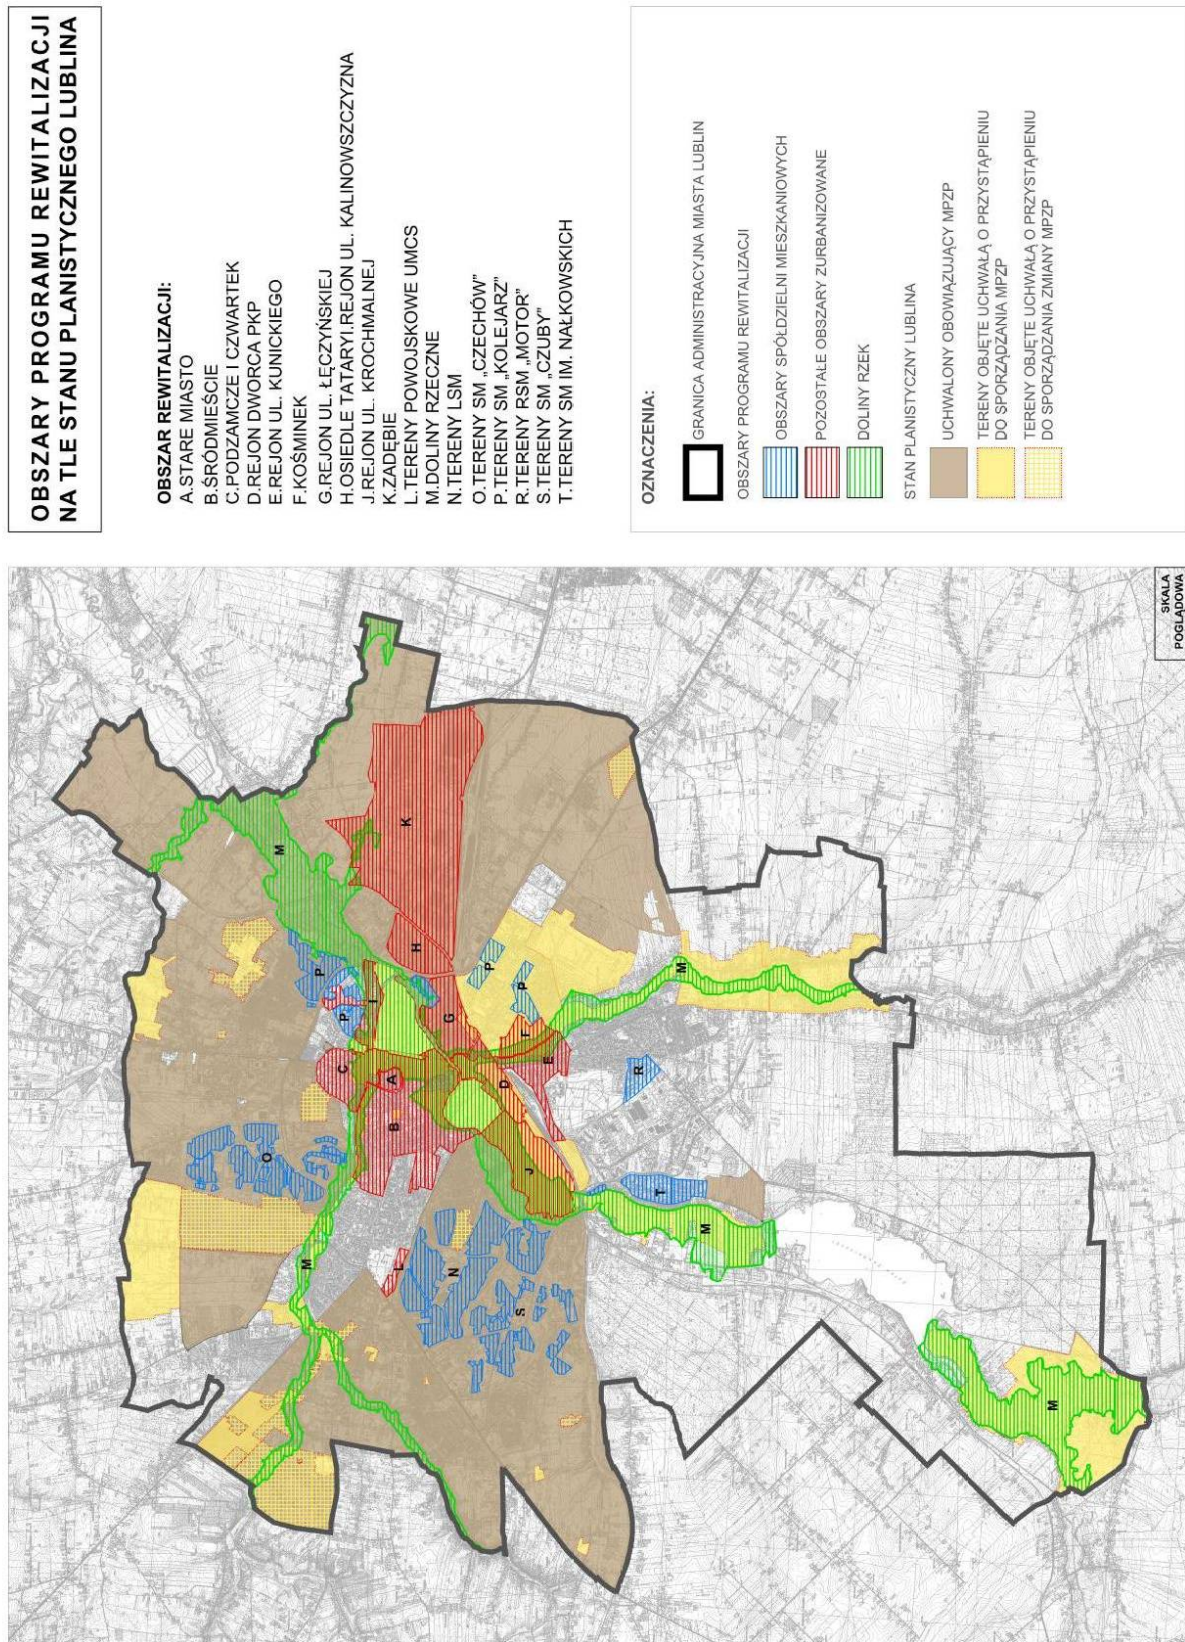 OBSZARY PROGRAMU REWITALIZACJI
NA TLE STANU PLANISTYCZNEGO LUBLINA
OBSZAR REWITALIZACJI:
A.STARE MIASTO
B.ŚRÓDMIEŚCIE
C.PODZAMCZE I CZWARTEK
D.REJON DWORCA PKP
E.REJON UL. KUNICKIEGO
F.KOŚMINEK
G.REJON UL. ŁĘCZYŃSKIEJ
H.OSIEDLE TATARYI.REJON UL. KALINOWSZCZYZNA
J.REJON UL. KROCHMALNEJ
K.ZADĘBIE
L.TERENY POWOJSKOWE UMCS
M.DOLINY RZECZNE
N.TERENY LSM
O.TERENY SM „CZECHÓW”
P.TERENY SM „KOLEJARZ”
R.TERENY RSM „MOTOR”
S.TERENY SM „CZUBY”
T.TERENY SM IM. NAŁKOWSKICH
OZNACZENIA:
GRANICA ADMINISTRACYJNA MIASTA LUBLIN
OBSZARY PROGRAMU REWITALIZACJI
OBSZARY SPÓŁDZIELNI MIESZKANIOWYCH
POZOSTAŁE OBSZARY ZURBANIZOWANE
DOLINY RZEK
STAN PLANISTYCZNY LUBLINA
UCHWALONY OBOWIĄZUJĄCY MPZP
TERENY OBJĘTE UCHWAŁĄ O PRZYSTĄPIENIU
DO SPORZĄDZANIA MPZP
TERENY OBJĘTE UCHWAŁĄ O PRZYSTĄPIENIU
DO SPORZĄDZANIA ZMIANY MPZP
O
M
M
P
C
P
I
A
B
L
K
H
G
N
P
D
S
P
F
J
E
R
T
M
M
M
SKALA
POGLĄDOWA